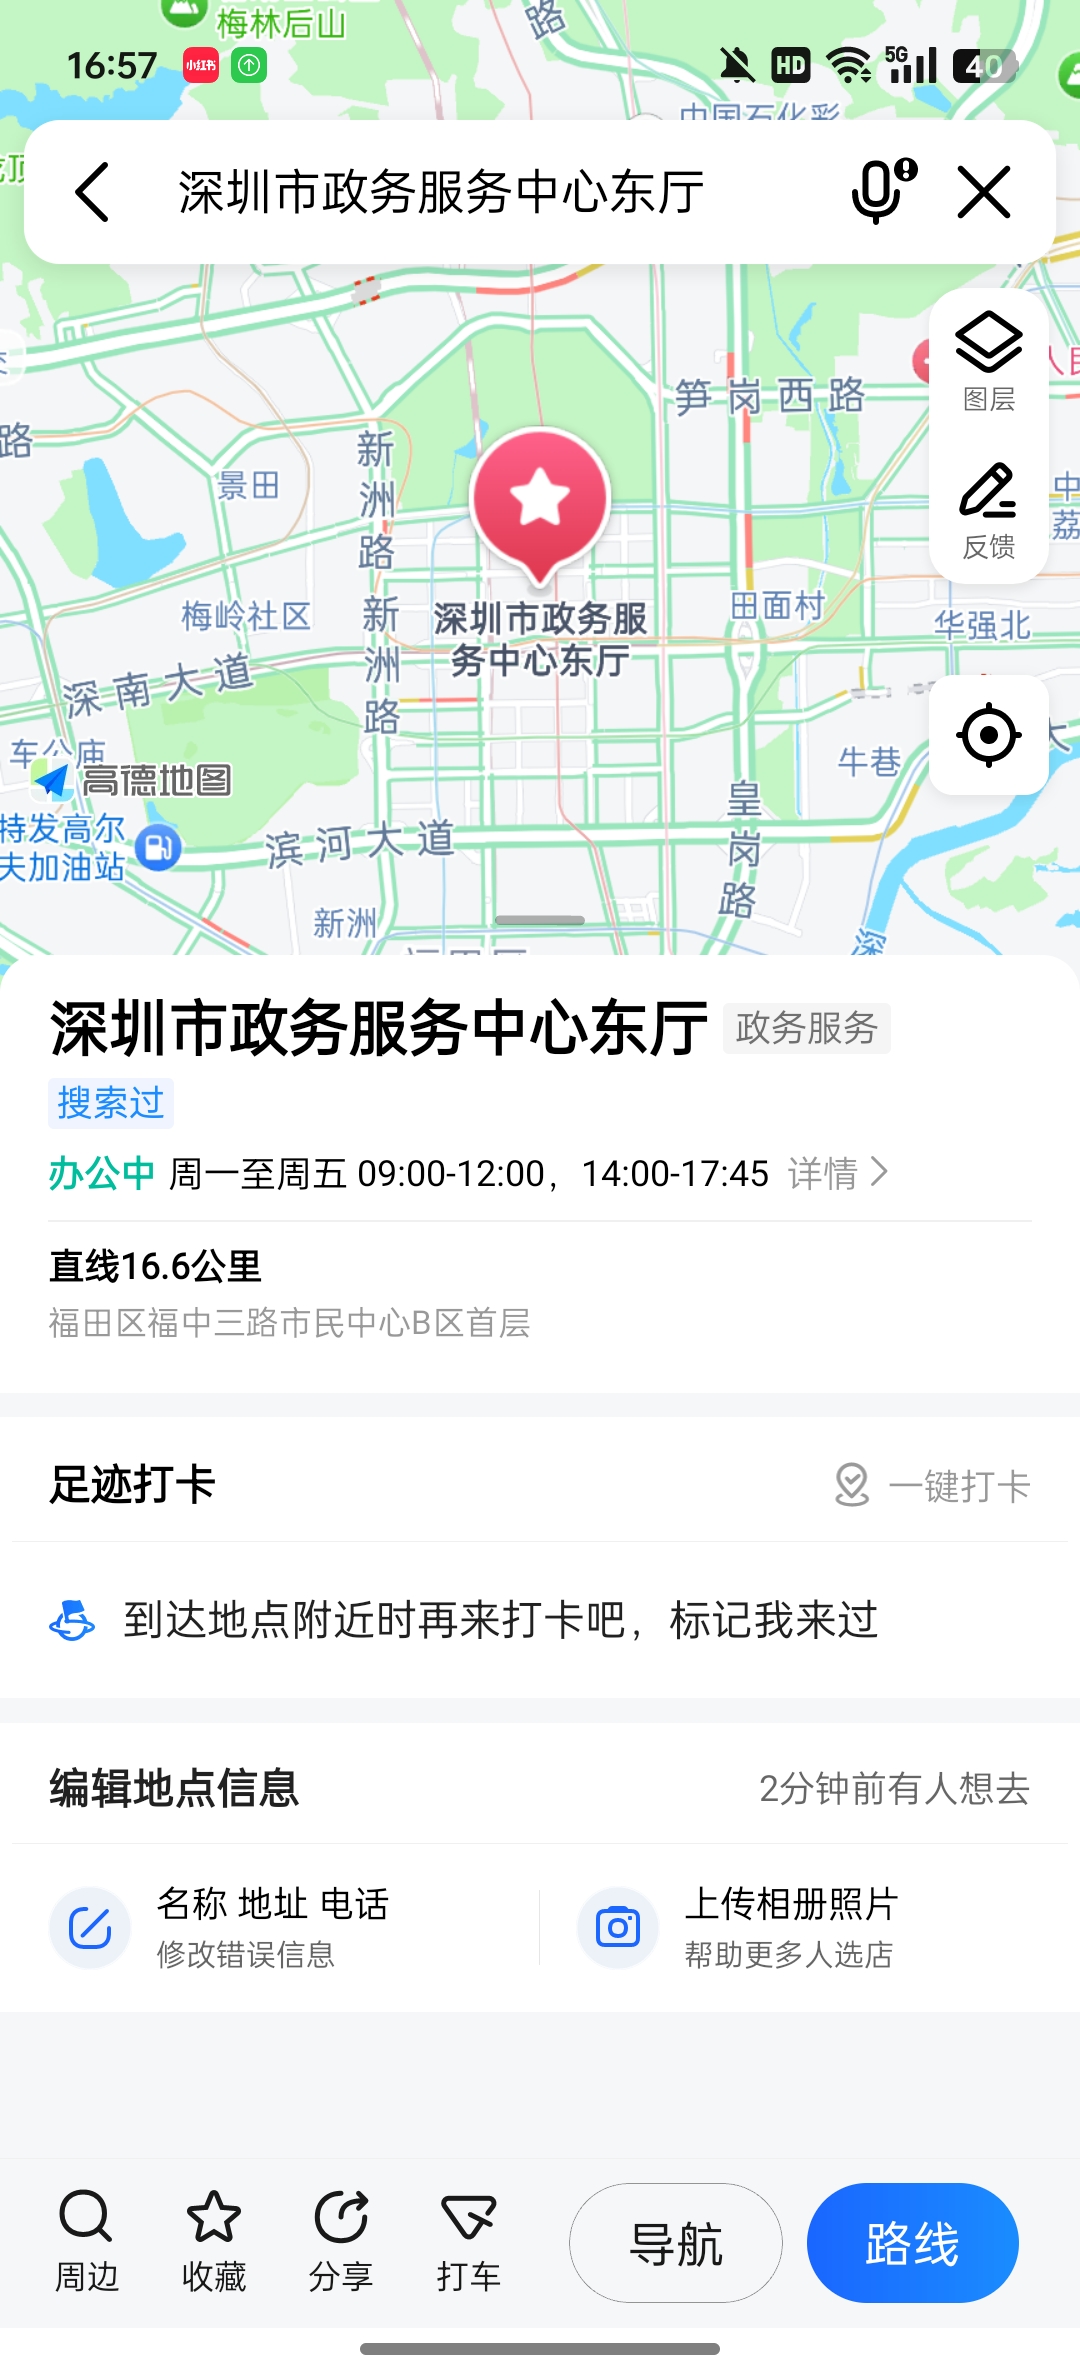 梅林后山
路
16:57
小红书
HD
5G
40
中国石化彩
深圳市政务服务中心东厅
笋岗西路
图层
路
新洲路
景田
中
荔
反馈
田面村
梅岭社区
新洲路
深圳市政务服
务中心东厅
华强北
深南大道
车公庙
高德地图
牛巷
大
特发高尔
夫加油站
滨河大道
皇岗路
新洲
深圳市政务服务中心东厅
政务服务
搜索过
办公中 周一至周五 09:00-12:00，14:00-17:45 详情
直线16.6公里
福田区福中三路市民中心B区首层
足迹打卡
一键打卡
到达地点附近时再来打卡吧，标记我来过
编辑地点信息
2分钟前有人想去
名称 地址 电话
修改错误信息
上传相册照片
帮助更多人选店
周边
收藏
分享
打车
导航
路线